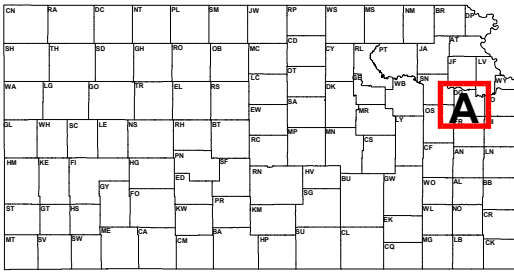 CN RA DC NT PL SM JW RP WS MS NM BR DP
CD AT
SH TH SD GH RO OB MC CY RL PT JA JF LV
LC OT GE WB SN WY
WA LG GO TR EL RS DK A
EW SA MR LY OS FR
GL WH SC LE NS RH BT MP MN CS
RC CF AN LN
PN
HM KE FI HG SF RN HV BU GW
ED WO AL BB
GY FO SG
PR
ST GT HS KW KM WL NO CR
EK
MT SV SW ME CA CM BA HP SU CL CQ MG LB CK